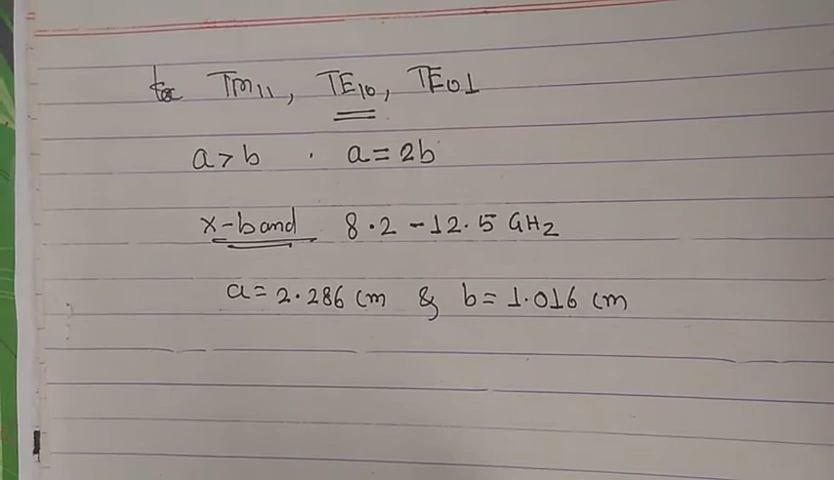 for TM11, TE10, TE01
a > b . a = 2b
x-band 8.2 - 12.5 GHz
a = 2.286 cm & b = 1.016 cm